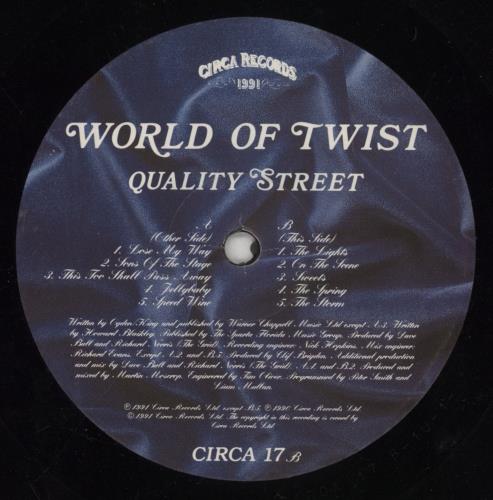 CIRCA RECORDS
1991
WORLD OF TWIST
QUALITY STREET
A
(Other Side)
1. Lose My Way
2. Sons Of The Stage
3. This Too Shall Pass Away
4. Jellybaby
5. Speed Wine
B
(This Side)
1. The Lights
2. On The Scene
3. Sweets
4. The Spring
5. The Storm
Written by Ogden/King and published by Warner Chappell Music Ltd except A3. Written
by Howard Blaikley. Published by The Sparta Florida Music Group. Produced by Dave
Ball and Richard Norris (The Grid). Recording engineer: Nick Hopkins. Mix engineer:
Richard Evans. Except A2. and B5. Produced by Clif Brigden. Additional production
and mix by Dave Ball and Richard Norris (The Grid). A4. and B2. Produced and
mixed by Martin Moscrop. Engineered by Tim Oliver. Programmed by Peter Smith and
Liam Mullan.
℗ 1991 Circa Records Ltd. except B.5. ℗ 1990 Circa Records Ltd.
© 1991 Circa Records Ltd. The copyright in this recording is owned by
Circa Records Ltd.
CIRCA 17 B